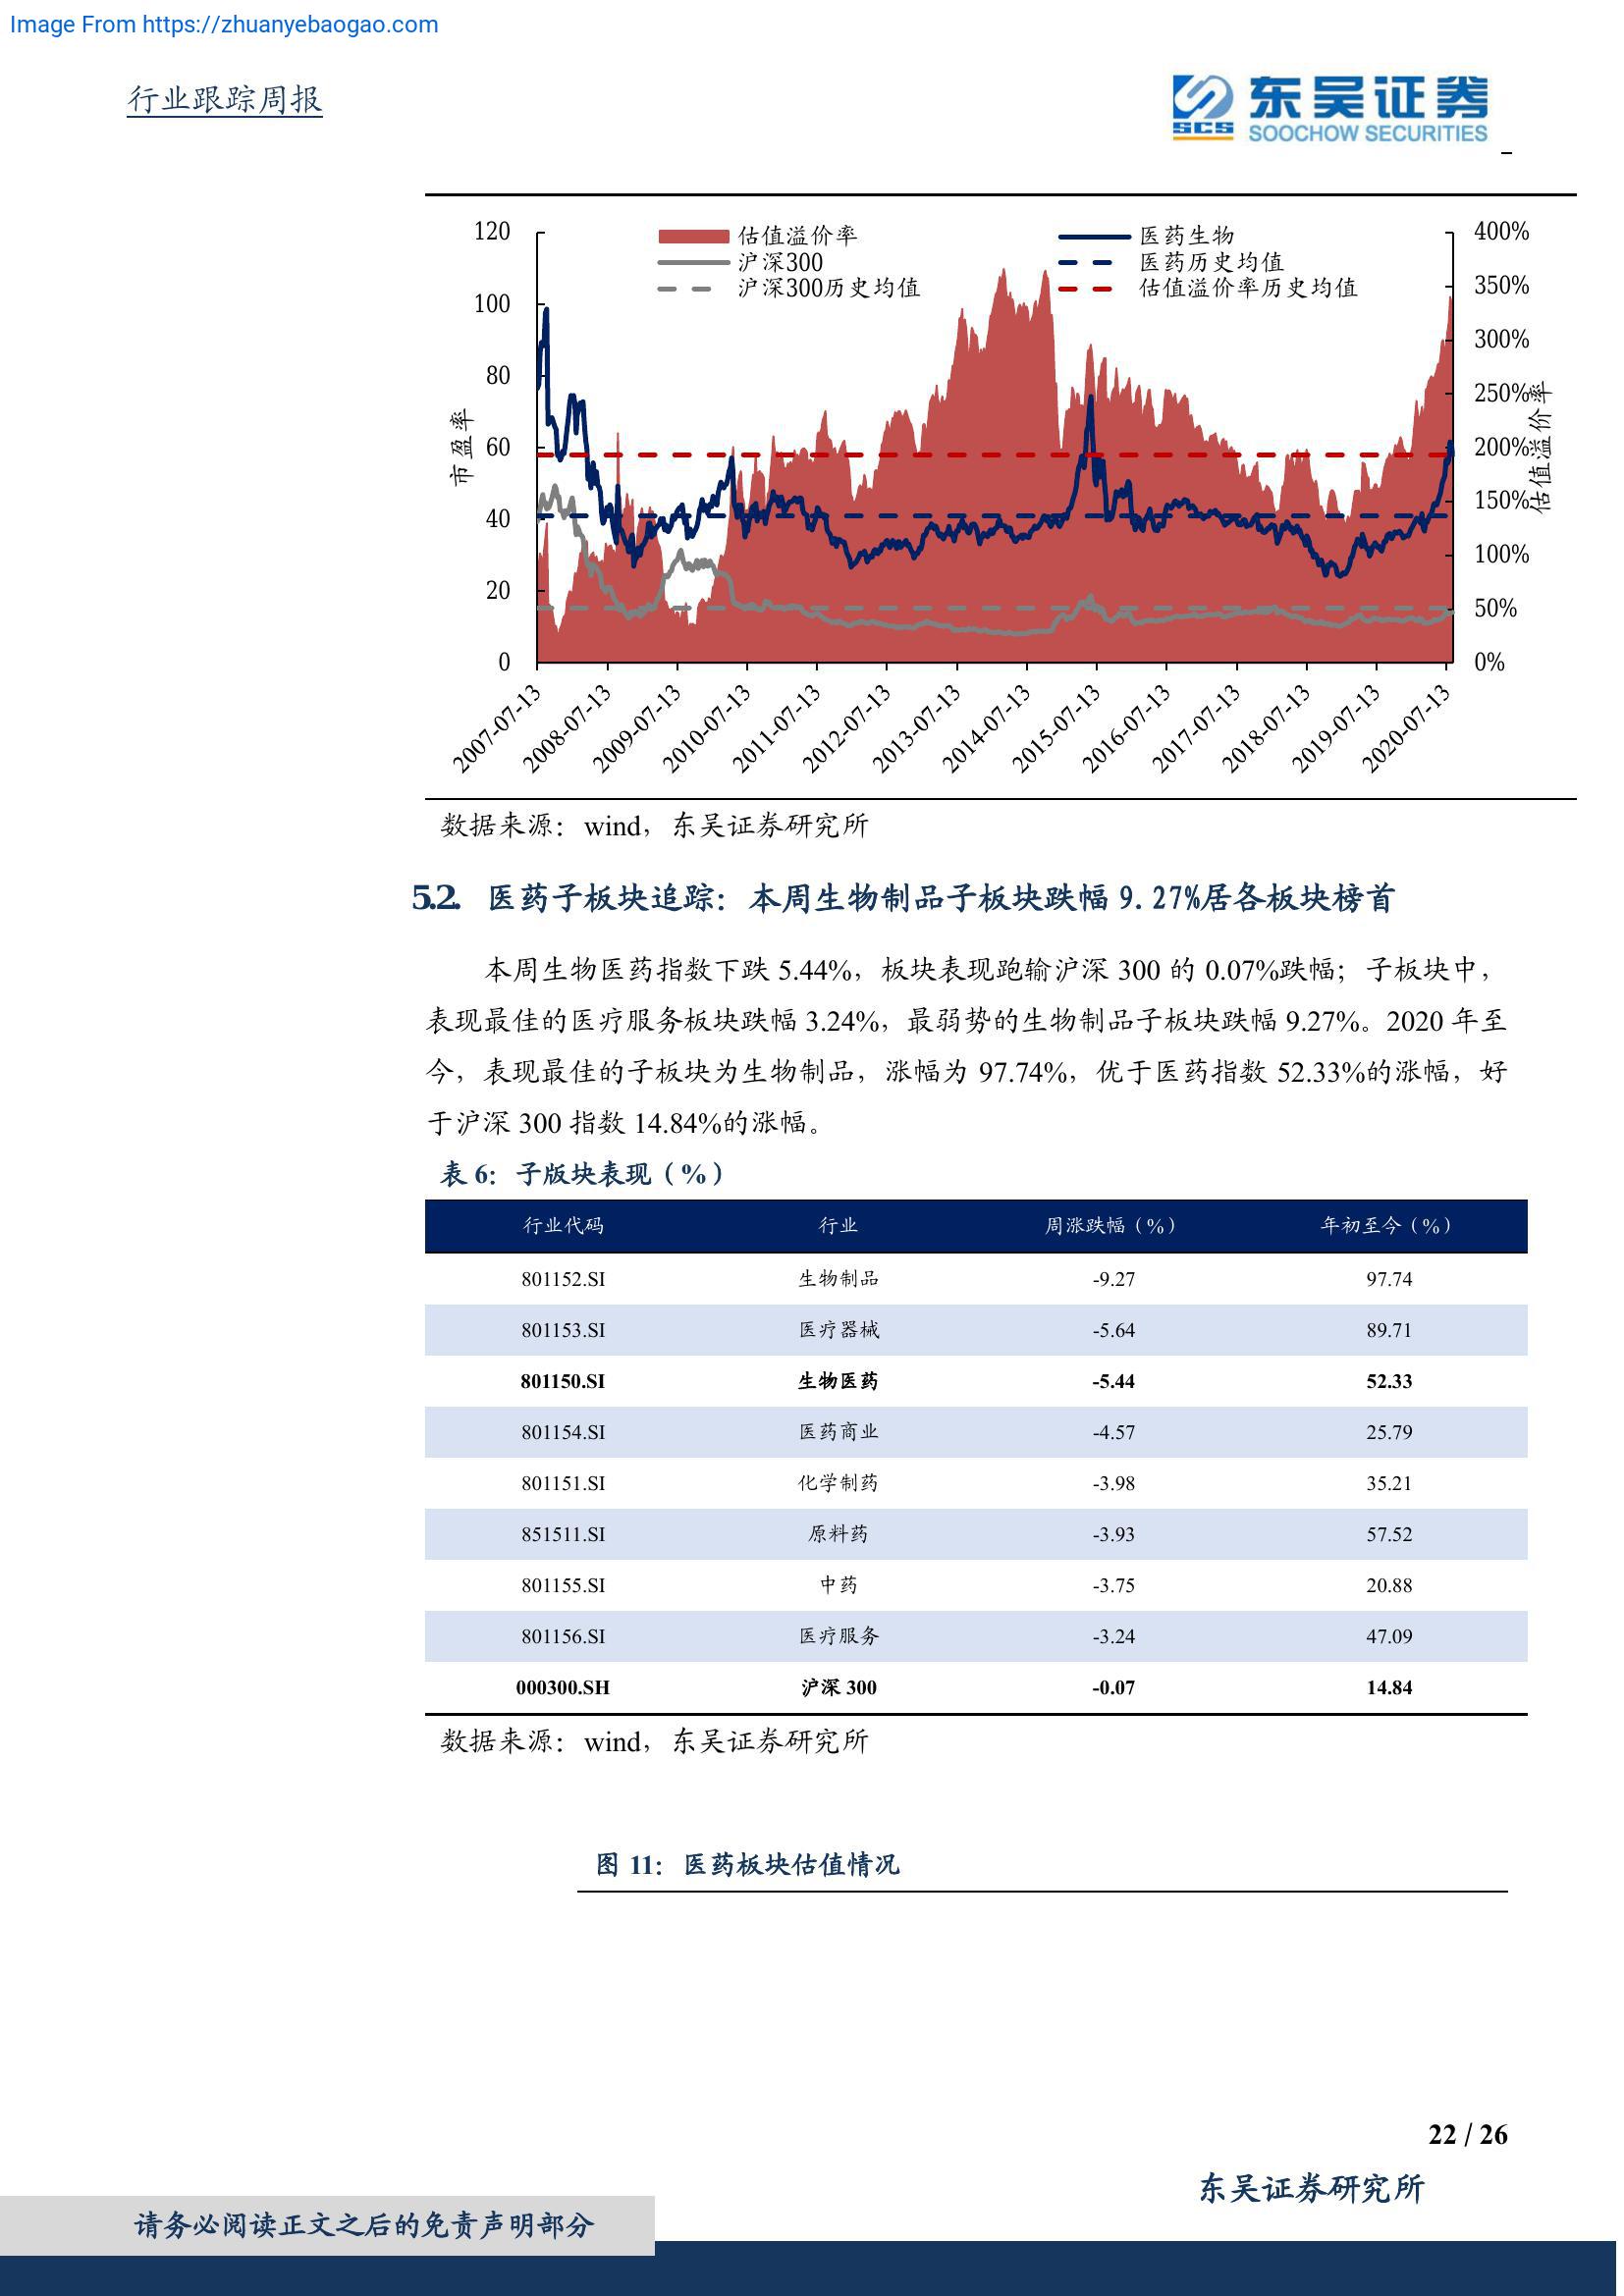 Image From https://zhuanyebaogao.com
行业跟踪周报
SCS
东吴证券
SOOCHOW SECURITIES
估值溢价率
医药生物
沪深300
医药历史均值
沪深300历史均值
估值溢价率历史均值
市盈率
120
100
80
60
40
20
0
400%
350%
300%
250%
200%
150%
100%
50%
0%
估值溢价率
2007-07-13
2008-07-13
2009-07-13
2010-07-13
2011-07-13
2012-07-13
2013-07-13
2014-07-13
2015-07-13
2016-07-13
2017-07-13
2018-07-13
2019-07-13
2020-07-13
数据来源：wind，东吴证券研究所
5.2. 医药子板块追踪：本周生物制品子板块跌幅 9.27%居各板块榜首
本周生物医药指数下跌 5.44%，板块表现跑输沪深 300 的 0.07%跌幅；子板块中，
表现最佳的医疗服务板块跌幅 3.24%，最弱势的生物制品子板块跌幅 9.27%。2020 年至
今，表现最佳的子板块为生物制品，涨幅为 97.74%，优于医药指数 52.33%的涨幅，好
于沪深 300 指数 14.84%的涨幅。
表 6：子版块表现（%）
行业代码 行业 周涨跌幅（%） 年初至今（%）
801152.SI 生物制品 -9.27 97.74
801153.SI 医疗器械 -5.64 89.71
801150.SI 生物医药 -5.44 52.33
801154.SI 医药商业 -4.57 25.79
801151.SI 化学制药 -3.98 35.21
851511.SI 原料药 -3.93 57.52
801155.SI 中药 -3.75 20.88
801156.SI 医疗服务 -3.24 47.09
000300.SH 沪深 300 -0.07 14.84
数据来源：wind，东吴证券研究所
图 11：医药板块估值情况
22 / 26
东吴证券研究所
请务必阅读正文之后的免责声明部分